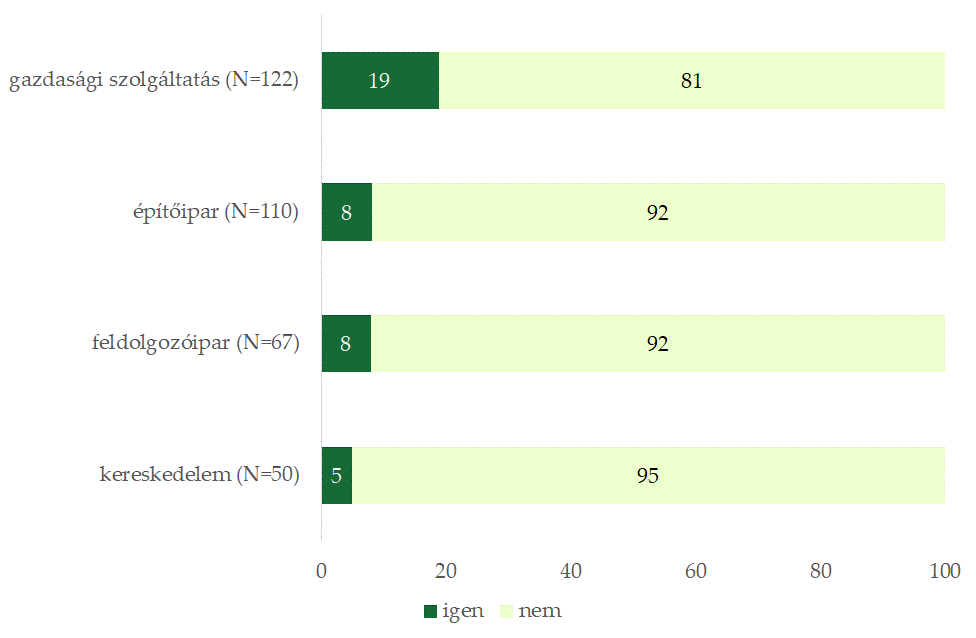 gazdasági szolgáltatás (N=122) 19 81
építőipar (N=110) 8 92
feldolgozóipar (N=67) 8 92
kereskedelem (N=50) 5 95
0 20 40 60 80 100
igen nem